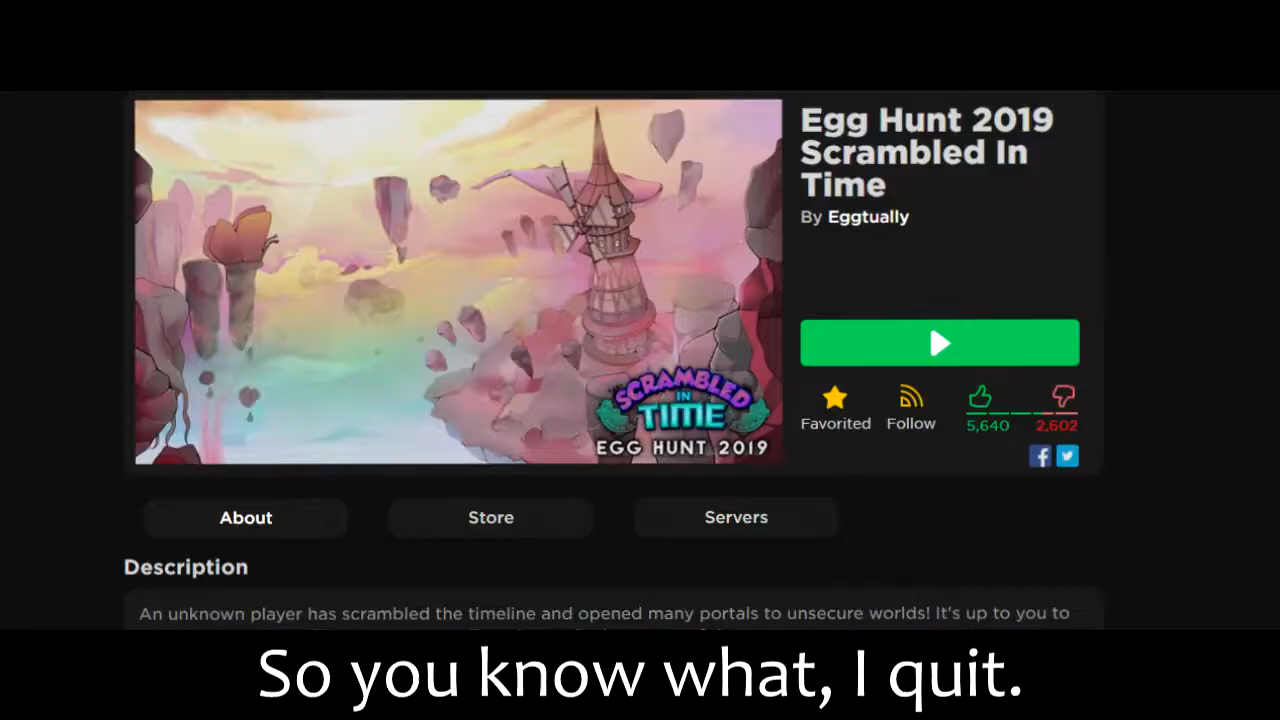 Egg Hunt 2019
Scrambled In
Time
By Eggtually
SCRAMBLED
IN
TIME
EGG HUNT 2019
Favorited
Follow
5,640
2,602
About
Store
Servers
Description
An unknown player has scrambled the timeline and opened many portals to unsecure worlds! It's up to you to
So you know what, I quit.